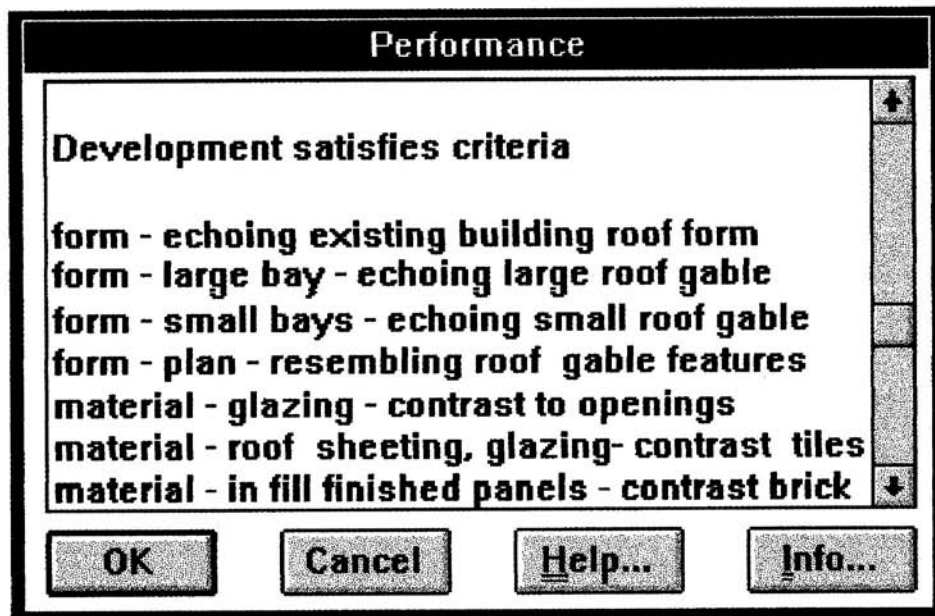 Performance
Development satisfies criteria
form - echoing existing building roof form
form - large bay - echoing large roof gable
form - small bays - echoing small roof gable
form - plan - resembling roof gable features
material - glazing - contrast to openings
material - roof sheeting, glazing- contrast tiles
material - in fill finished panels - contrast brick
OK Cancel Help... Info...